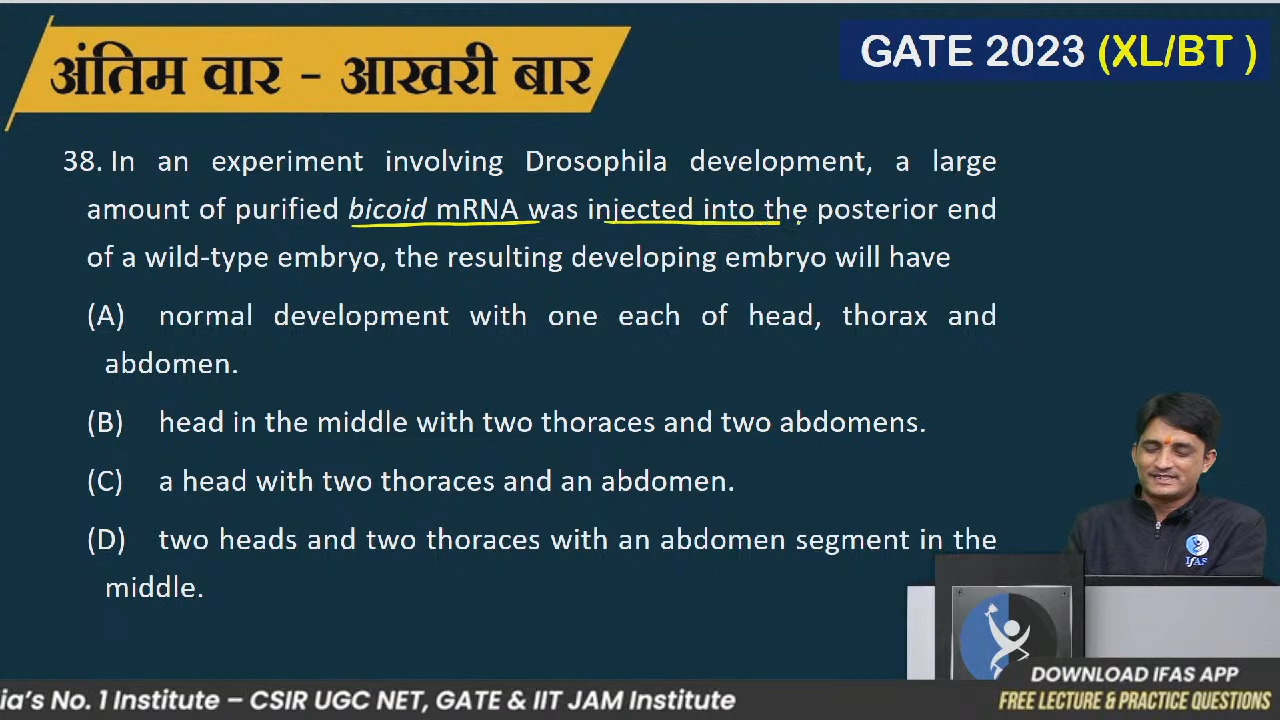 अंतिम वार - आखरी बार
GATE 2023 (XL/BT )
38. In an experiment involving Drosophila development, a large
amount of purified bicoid mRNA was injected into the posterior end
of a wild-type embryo, the resulting developing embryo will have
(A) normal development with one each of head, thorax and
abdomen.
(B) head in the middle with two thoraces and two abdomens.
(C) a head with two thoraces and an abdomen.
(D) two heads and two thoraces with an abdomen segment in the
middle.
IFAS
DOWNLOAD IFAS APP
ia's No. 1 Institute – CSIR UGC NET, GATE & IIT JAM Institute
FREE LECTURE & PRACTICE QUESTIONS